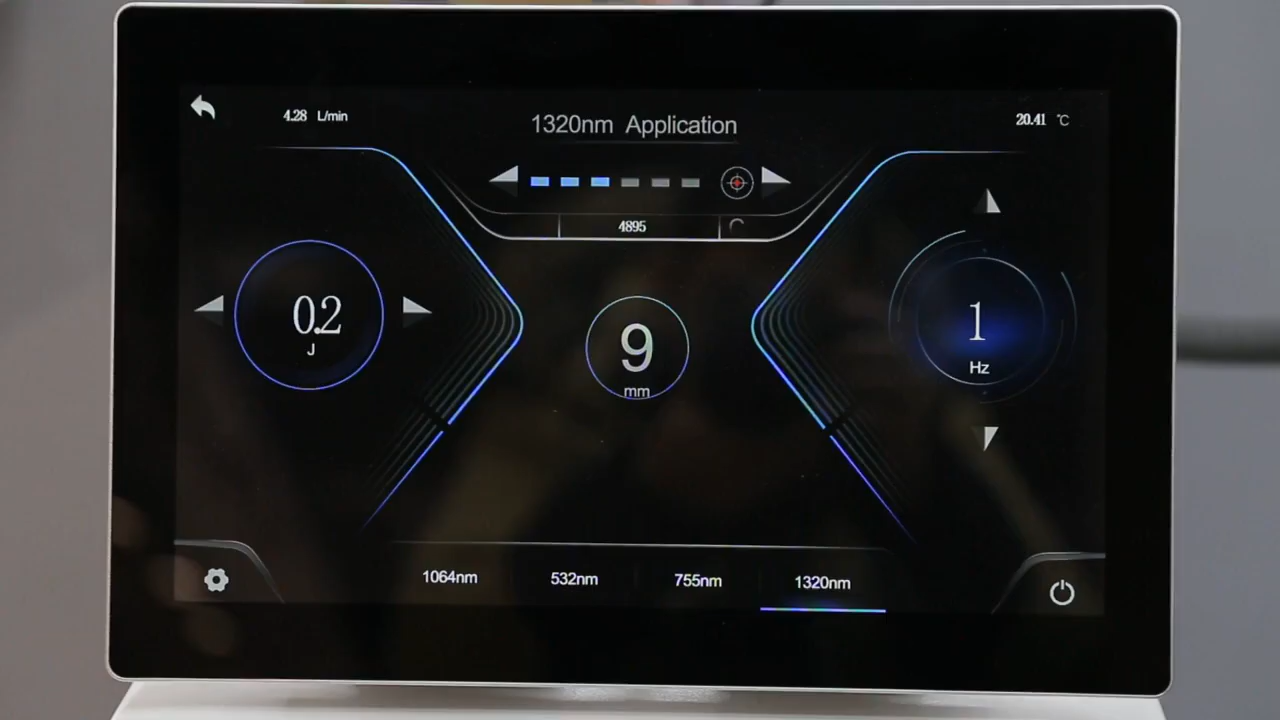 4.28 L/min
1320nm Application
20.41 ℃
4895
0.2
J
9
mm
1
Hz
1064nm
532nm
755nm
1320nm